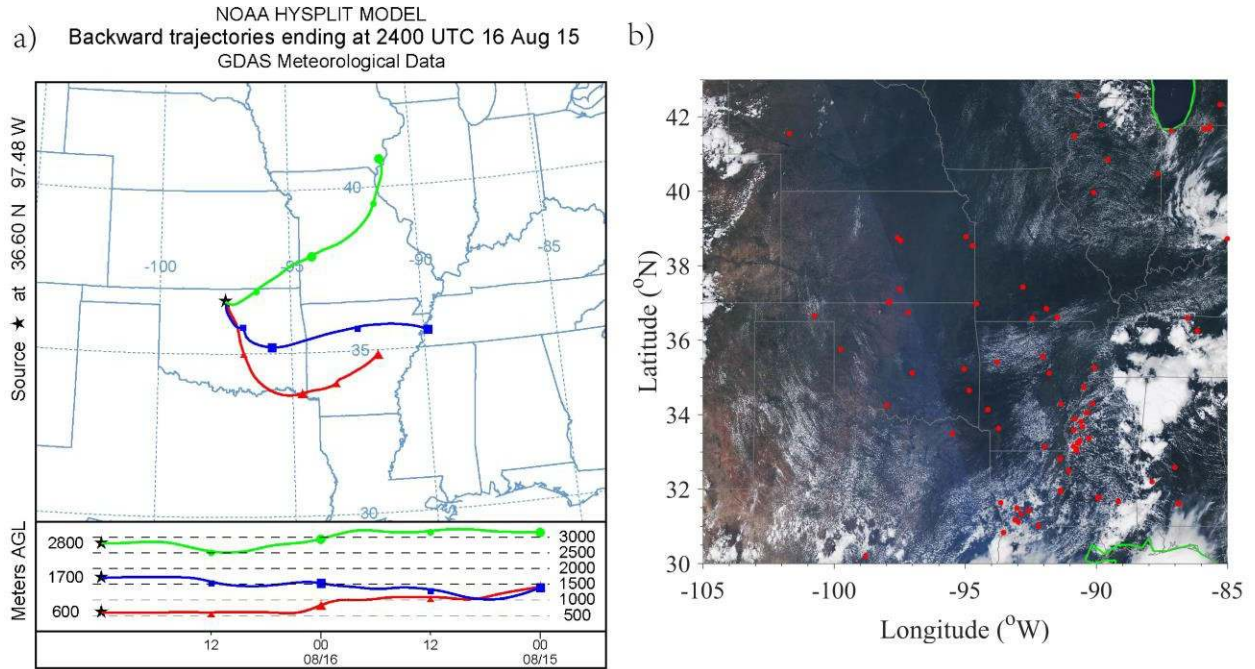 a)
NOAA HYSPLIT MODEL
Backward trajectories ending at 2400 UTC 16 Aug 15
GDAS Meteorological Data
Source ★ at 36.60 N 97.48 W
40
-100
-95
-90
-85
35
30
Meters AGL
2800
1700
600
3000
2500
2000
1500
1000
500
12 00 12 00
08/16 08/15
b)
Latitude (°N)
42
40
38
36
34
32
30
-105 -100 -95 -90 -85
Longitude (°W)